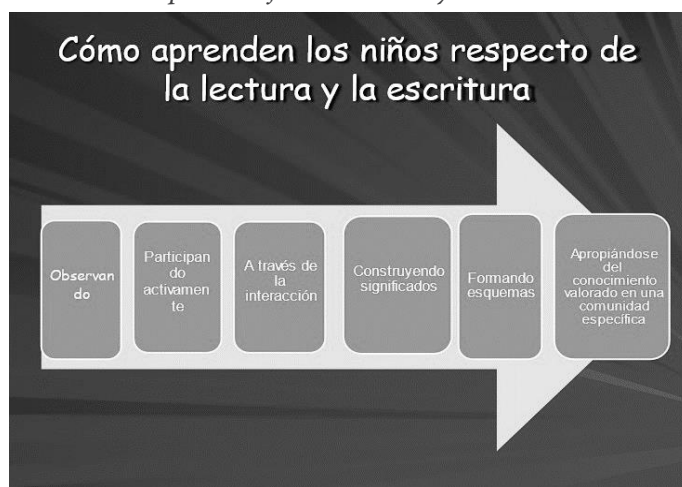 Cómo aprenden los niños respecto de
la lectura y la escritura
Observan
do
Participan
do
activamen
te
A través de
la
interacción
Construyendo
significados
Formando
esquemas
Apropiándose
del
conocimiento
valorado en una
comunidad
específica